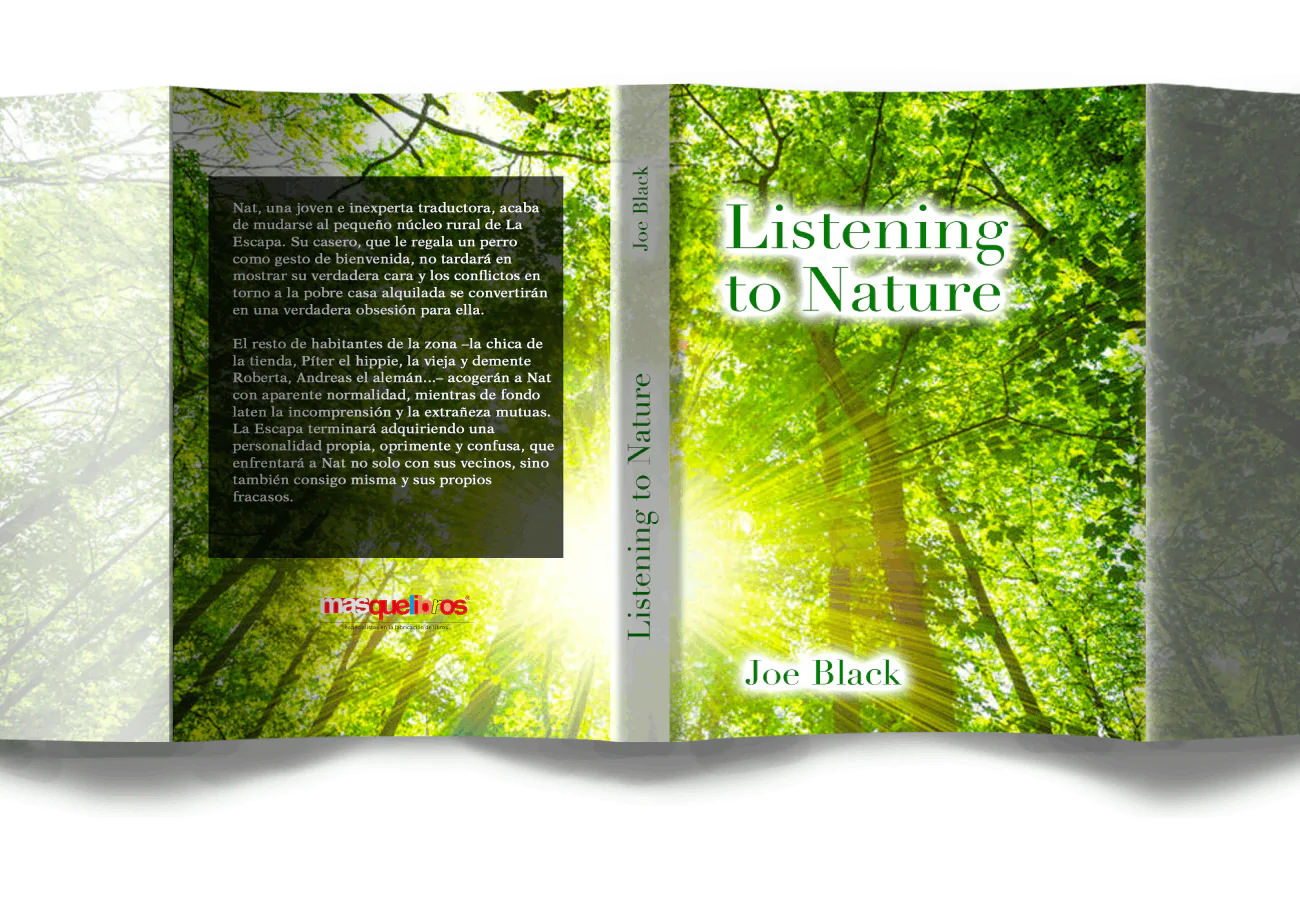 Nat, una joven e inexperta traductora, acaba
de mudarse al pequeño núcleo rural de La
Escapa. Su casero, que le regala un perro
como gesto de bienvenida, no tardará en
mostrar su verdadera cara y los conflictos en
torno a la pobre casa alquilada se convertirán
en una verdadera obsesión para ella.
El resto de habitantes de la zona –la chica de
la tienda, Píter el hippie, la vieja y demente
Roberta, Andreas el alemán...– acogerán a Nat
con aparente normalidad, mientras de fondo
laten la incomprensión y la extrañeza mutuas.
La Escapa terminará adquiriendo una
personalidad propia, oprimente y confusa, que
enfrentará a Nat no solo con sus vecinos, sino
también consigo misma y sus propios
fracasos.
masquelibros®
especialistas en la fabricación de libros
Joe Black
Listening to Nature
Listening
to Nature
Joe Black